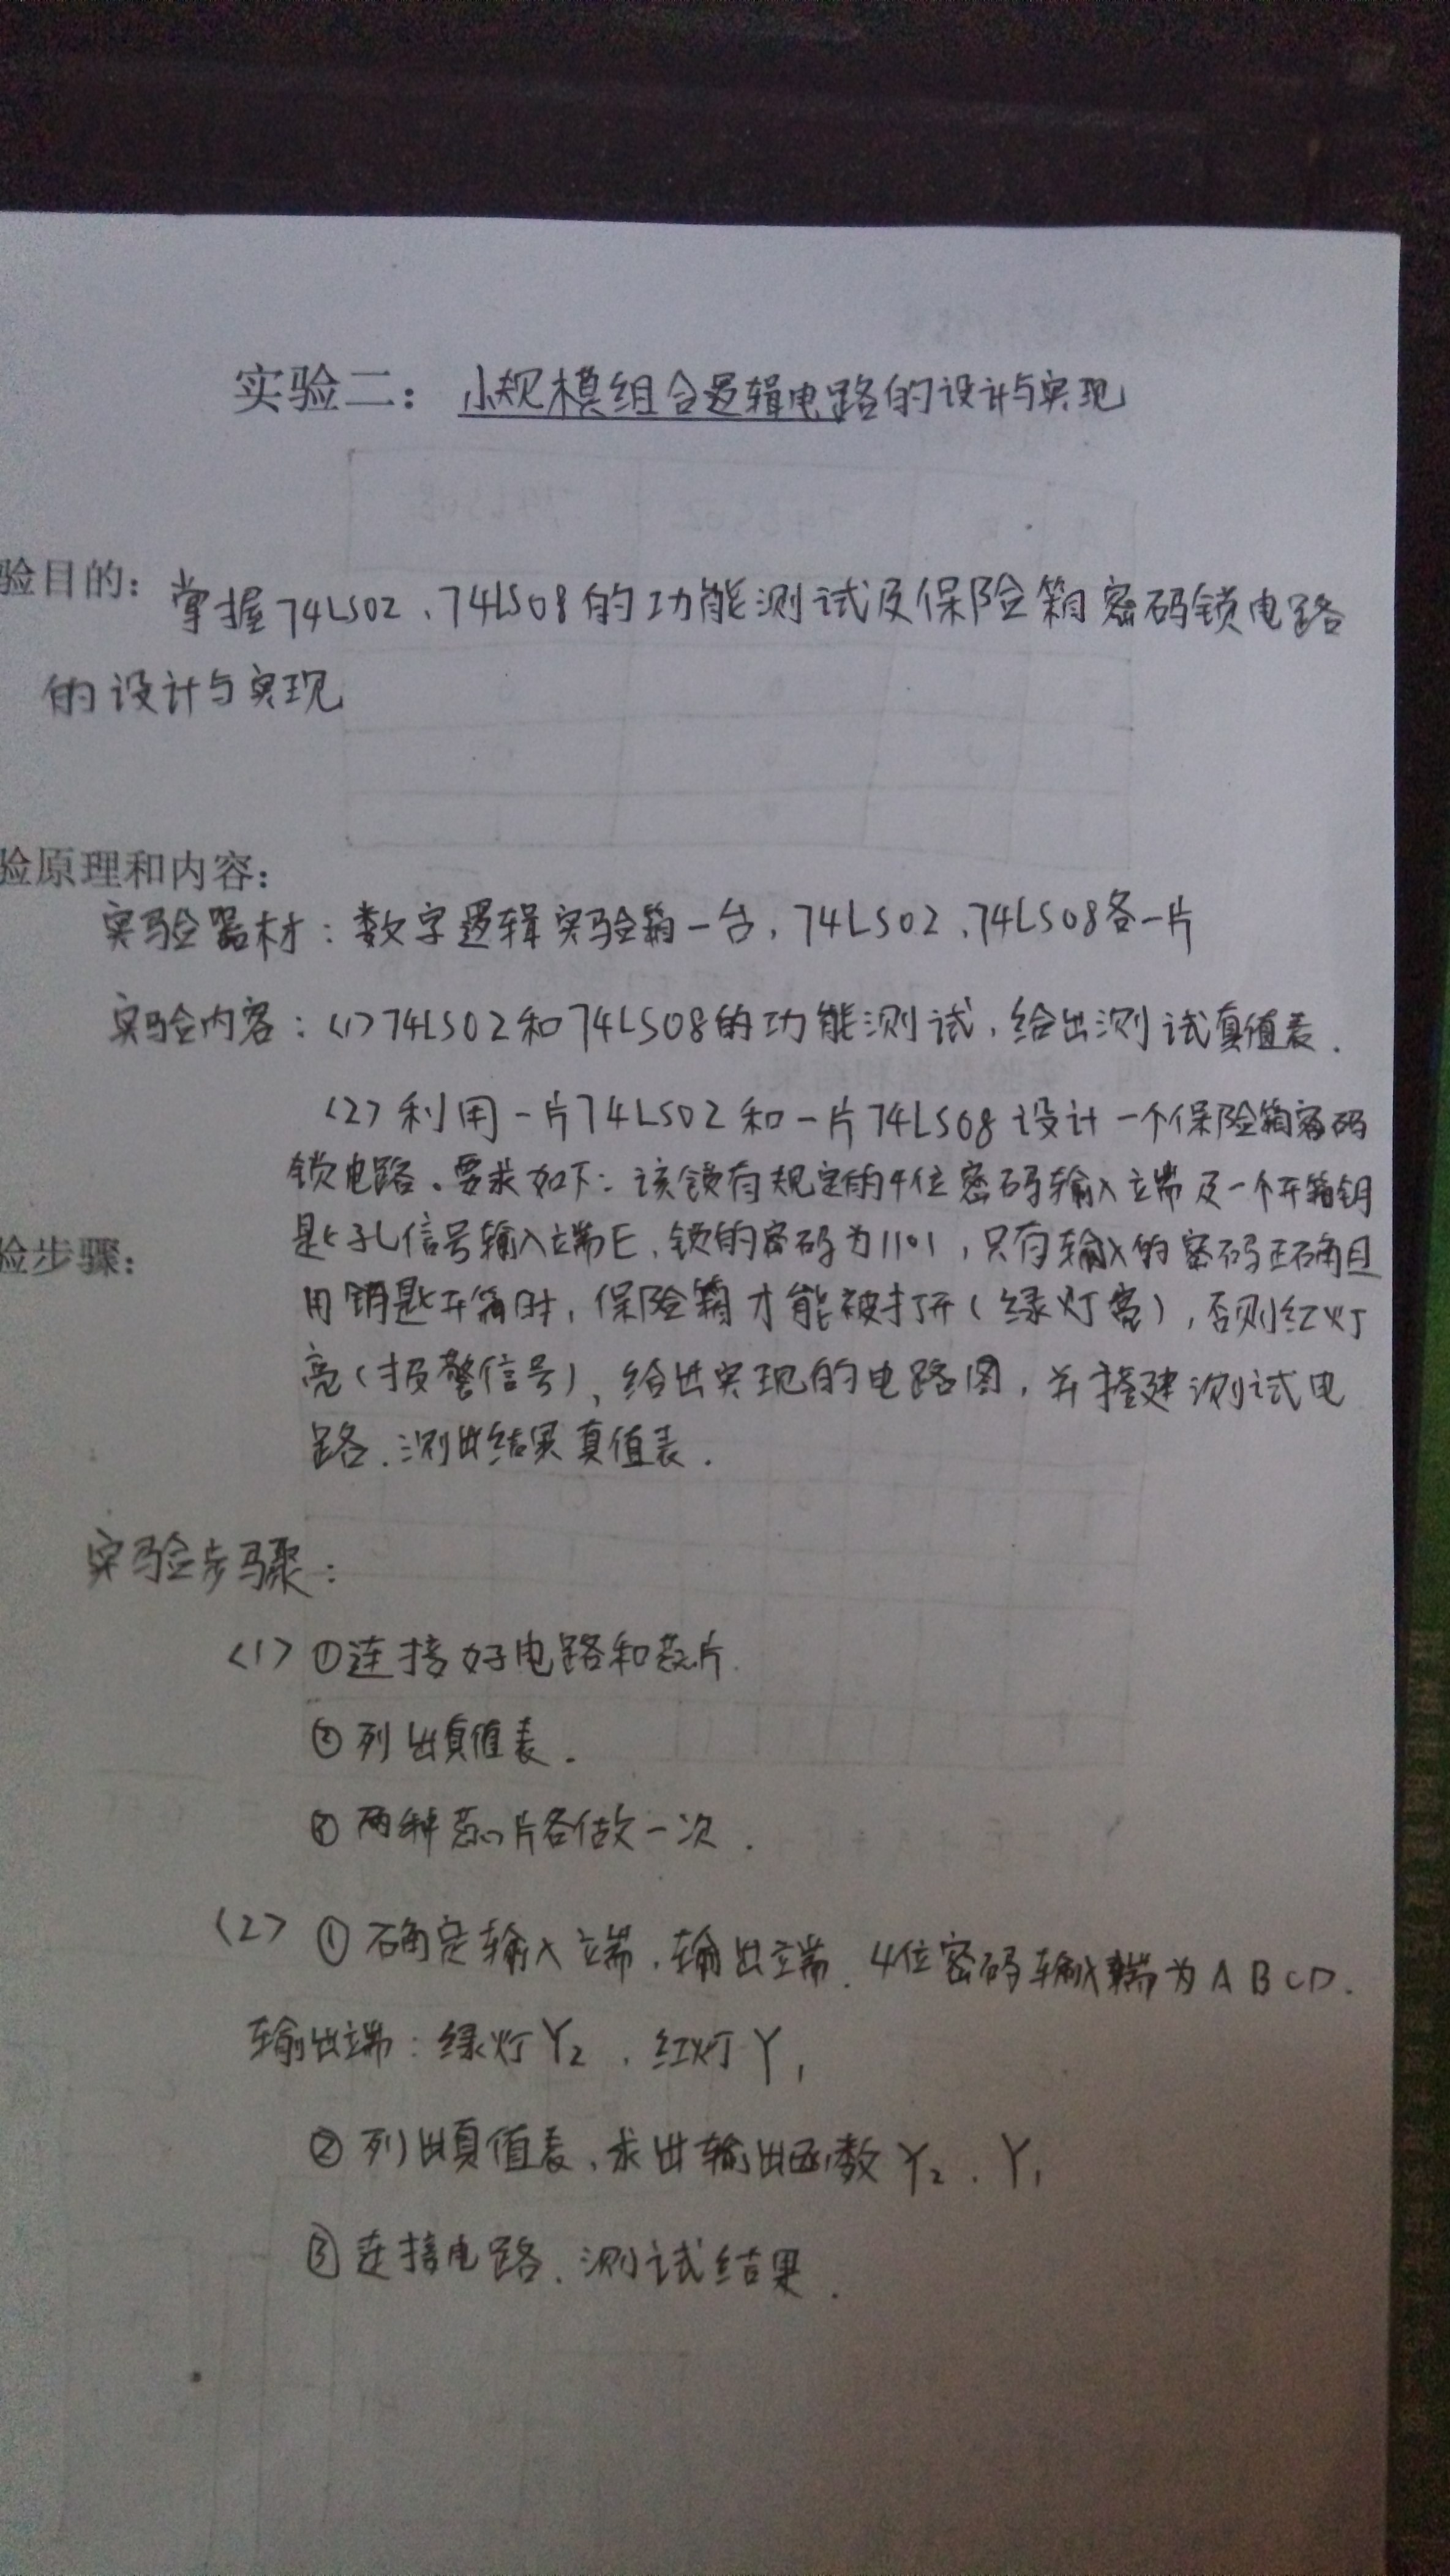 实验二：小规模组合逻辑电路的设计与实现
验目的：掌握74LS02、74LS08的功能测试及保险箱密码锁电路
的设计与实现
验原理和内容：
实验器材：数字逻辑实验箱一台，74LS02、74LS08各一片
实验内容：（1）74LS02和74LS08的功能测试，给出测试真值表．
（2）利用一片74LS02和一片74LS08设计一个保险箱密码
锁电路。要求如下：该锁有规定的4位密码输入端及一个开箱钥
匙孔信号输入端E，锁的密码为1101，只有输入的密码正确且
验步骤：
用钥匙开箱时，保险箱才能被打开（绿灯亮），否则红灯
亮（报警信号）、给出实现的电路图，并搭建测试电
路．测出结果真值表．
实验步骤：
（1）①连接好电路和芯片．
②列出真值表．
③两种芯片各做一次．
（2）①确定输入端．输出端．4位密码输入端为ABCD．
输出端：绿灯Y₂，红灯Y₁
②列出真值表、求出输出函数Y₂．Y₁
③连接电路．测试结果．